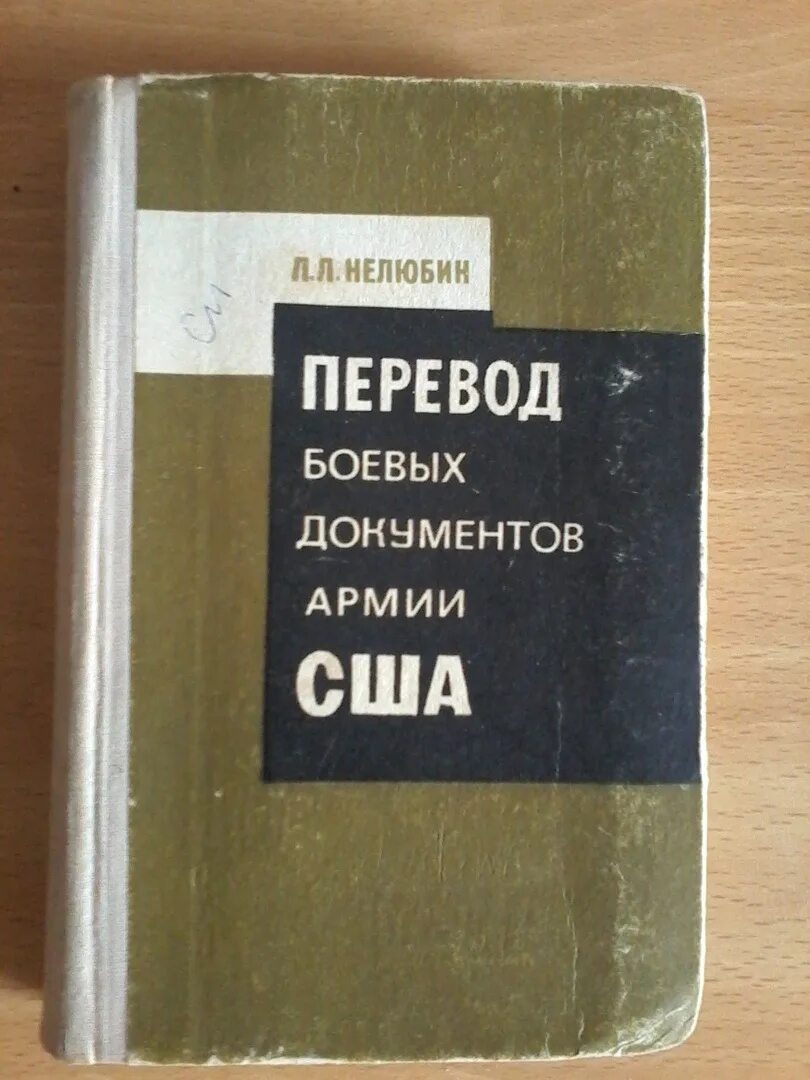 Л.Л.НЕЛЮБИН
ПЕРЕВОД
БОЕВЫХ
ДОКУМЕНТОВ
АРМИИ
США